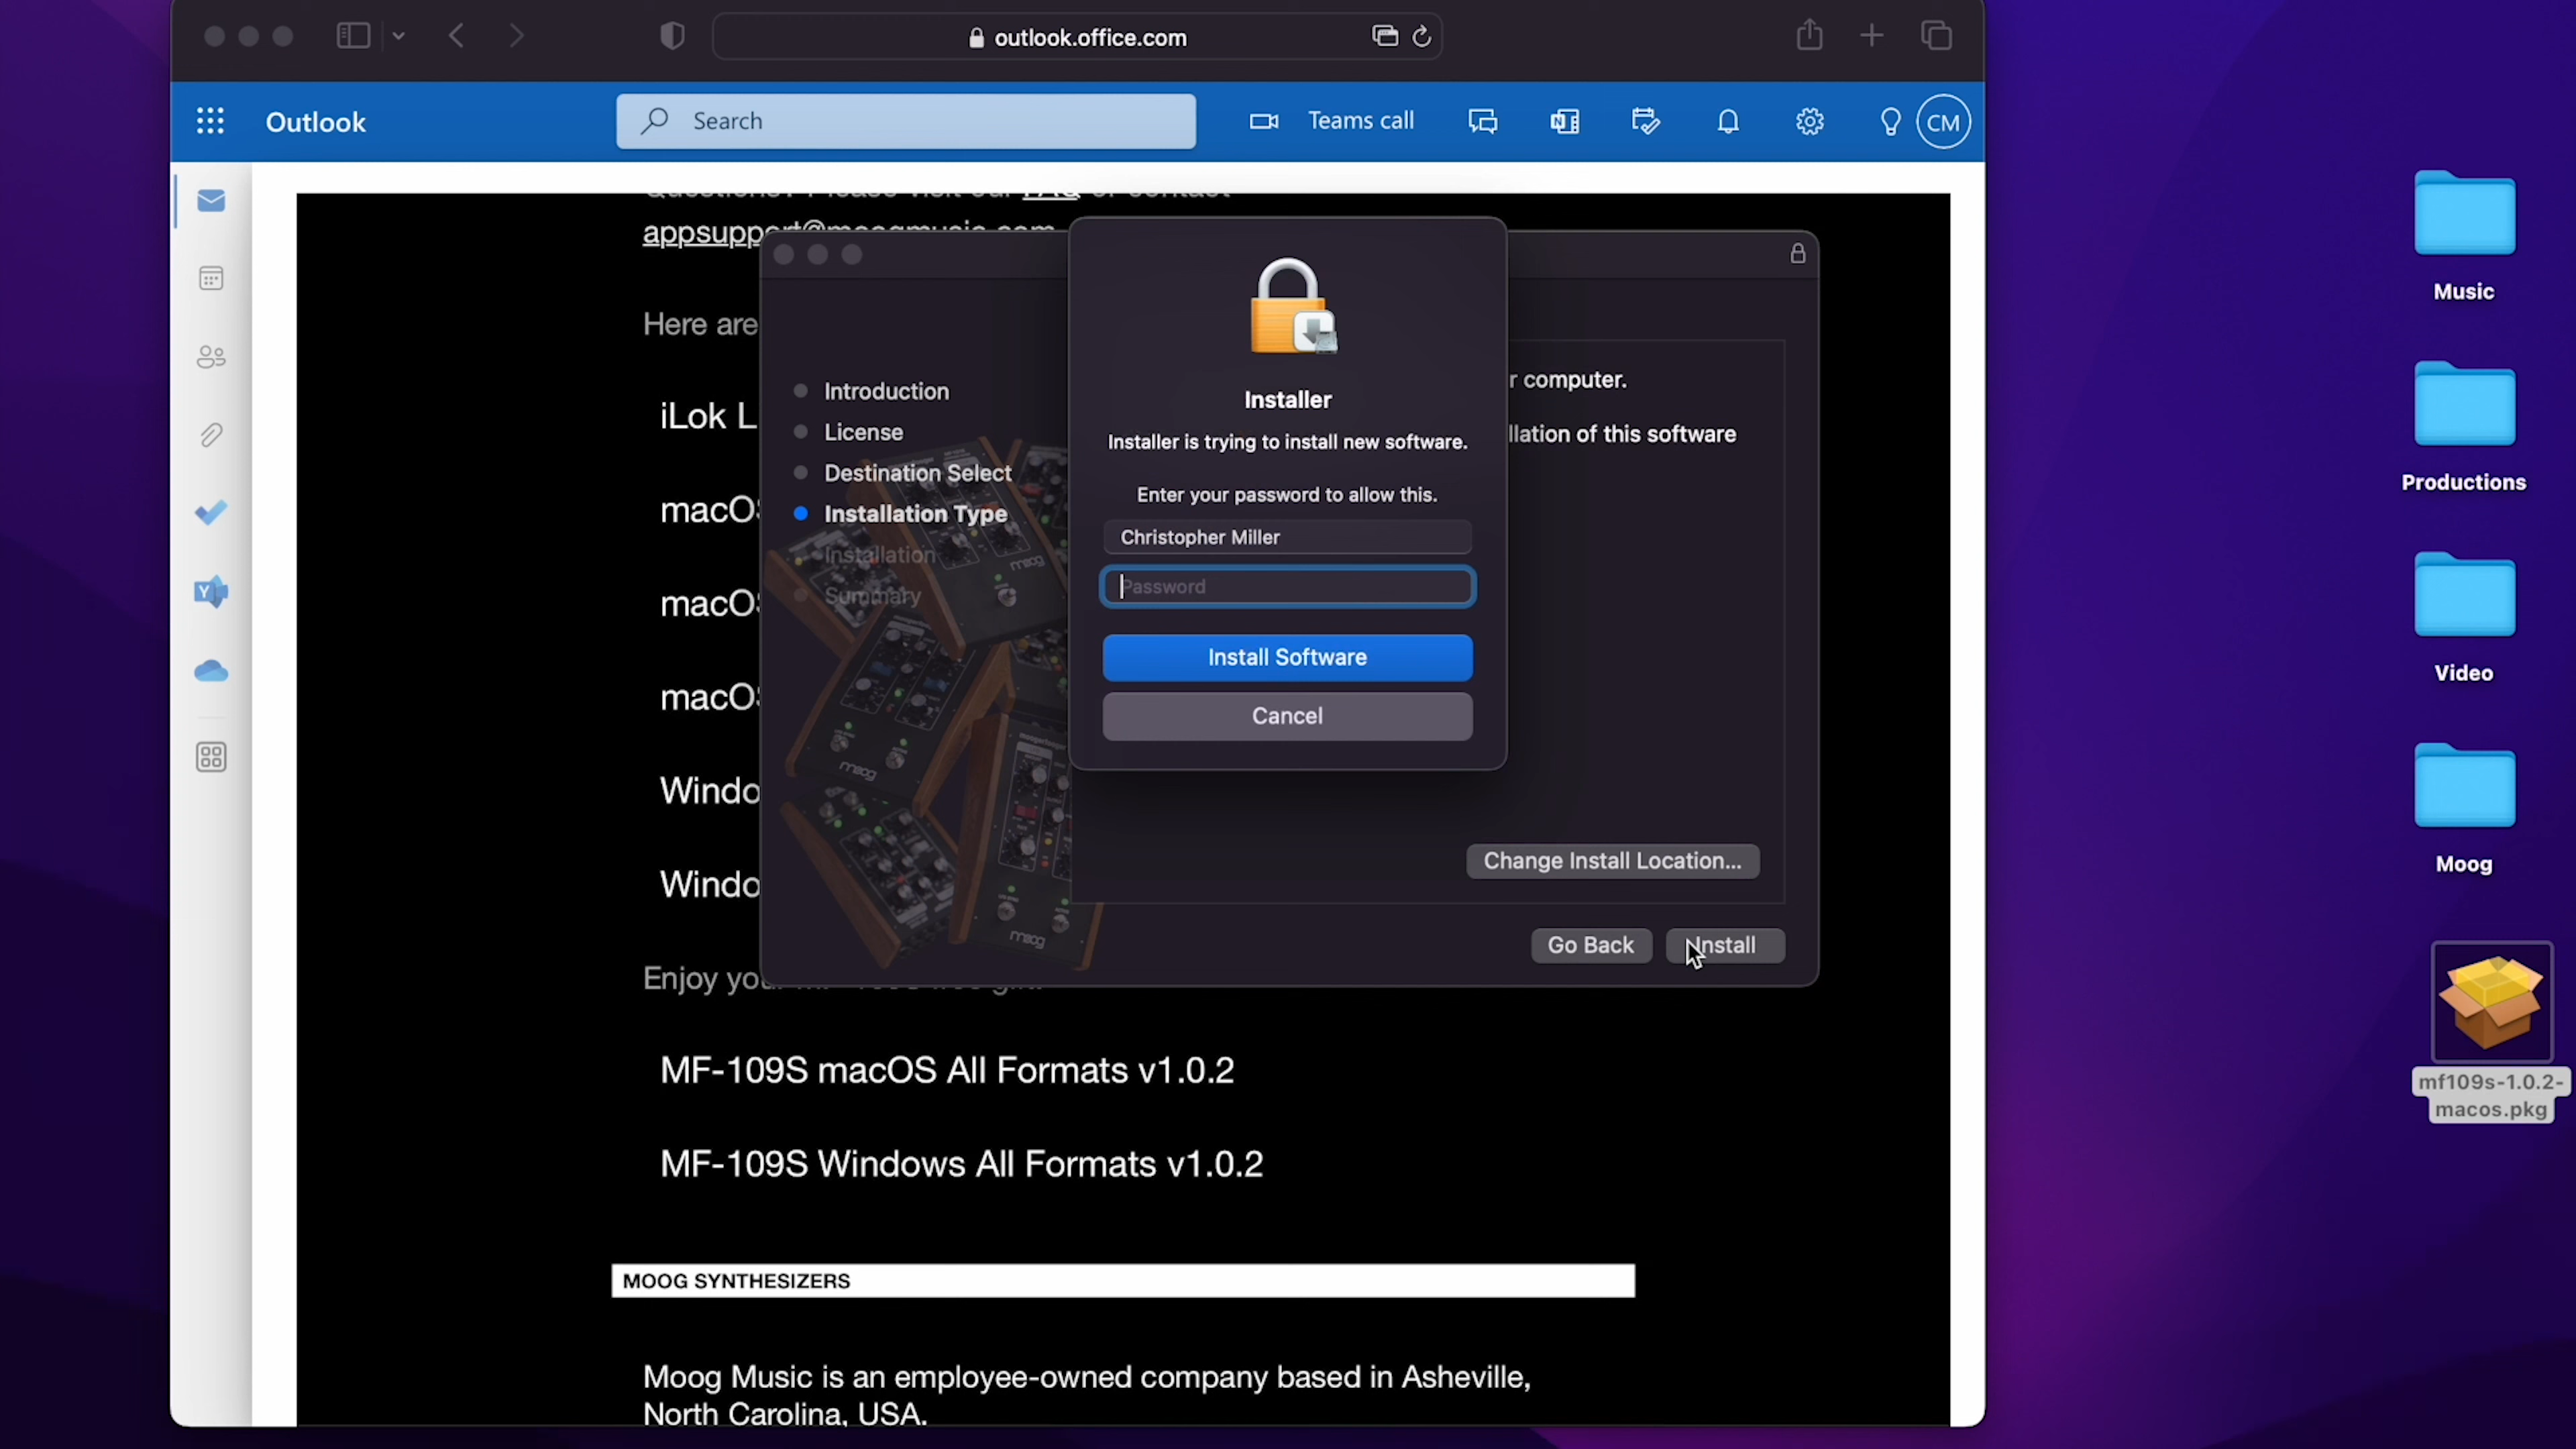 outlook.office.com
Outlook
Search
Teams call
CM
appsupport@moogmusic.com
Here are
iLok L
macOS
macOS
macOS
Windo
Windo
Enjoy you
MF-109S macOS All Formats v1.0.2
MF-109S Windows All Formats v1.0.2
MOOG SYNTHESIZERS
Moog Music is an employee-owned company based in Asheville,
North Carolina, USA.
Introduction
License
Destination Select
Installation Type
Installation
Summary
moog
moog
moog
r computer.
llation of this software
Change Install Location...
Go Back
Install
Installer
Installer is trying to install new software.
Enter your password to allow this.
Christopher Miller
Password
Install Software
Cancel
Music
Productions
Video
Moog
mf109s-1.0.2-
macos.pkg